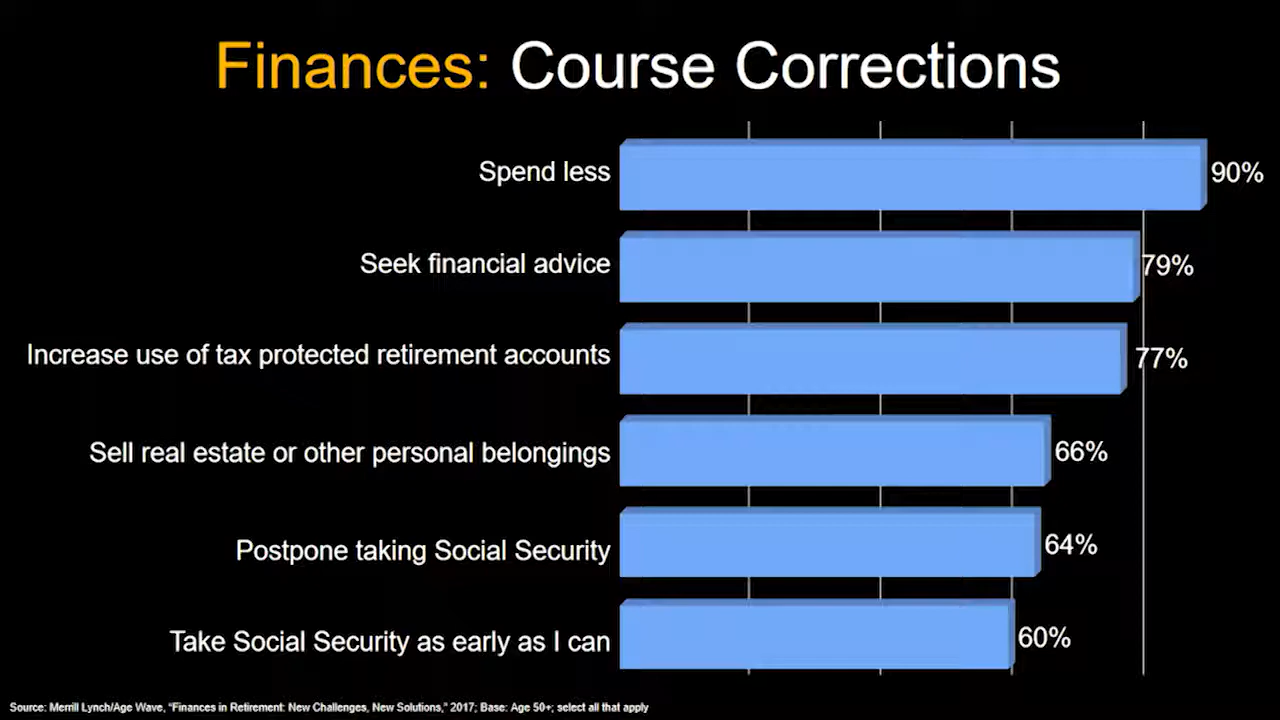 Finances: Course Corrections
Spend less
90%
Seek financial advice
79%
Increase use of tax protected retirement accounts
77%
Sell real estate or other personal belongings
66%
Postpone taking Social Security
64%
Take Social Security as early as I can
60%
Source: Merrill Lynch/Age Wave, “Finances in Retirement: New Challenges, New Solutions,” 2017; Base: Age 50+; select all that apply